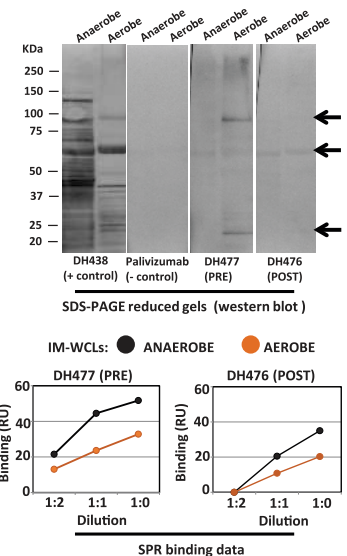 Anaerobe Aerobe Anaerobe Aerobe Anaerobe Aerobe Anaerobe Aerobe
KDa
250
150
100
75
50
37
25
20
DH438 Palivizumab DH477 DH476
(+ control) (- control) (PRE) (POST)
SDS-PAGE reduced gels (western blot )
IM-WCLs: ANAEROBE AEROBE
DH477 (PRE) DH476 (POST)
Binding (RU) Binding (RU)
60 60
40 40
20 20
0 0
1:2 1:1 1:0 1:2 1:1 1:0
Dilution Dilution
SPR binding data